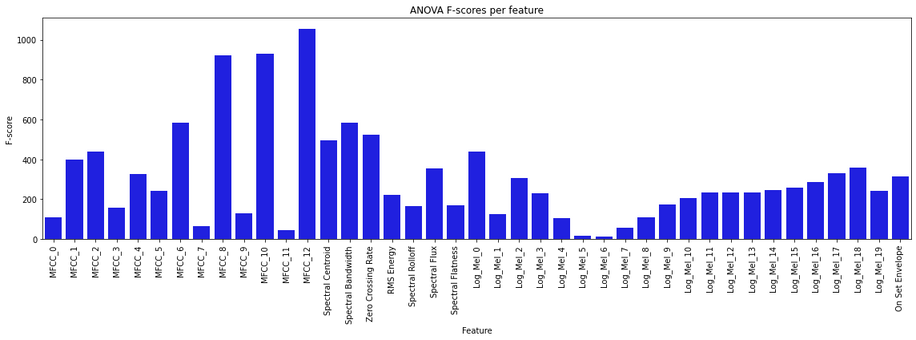 ANOVA F-scores per feature
F-score
1000
800
600
400
200
0
MFCC_0
MFCC_1
MFCC_2
MFCC_3
MFCC_4
MFCC_5
MFCC_6
MFCC_7
MFCC_8
MFCC_9
MFCC_10
MFCC_11
MFCC_12
Spectral Centroid
Spectral Bandwidth
Zero Crossing Rate
RMS Energy
Spectral Rolloff
Spectral Flux
Spectral Flatness
Log_Mel_0
Log_Mel_1
Log_Mel_2
Log_Mel_3
Log_Mel_4
Log_Mel_5
Log_Mel_6
Log_Mel_7
Log_Mel_8
Log_Mel_9
Log_Mel_10
Log_Mel_11
Log_Mel_12
Log_Mel_13
Log_Mel_14
Log_Mel_15
Log_Mel_16
Log_Mel_17
Log_Mel_18
Log_Mel_19
On Set Envelope
Feature